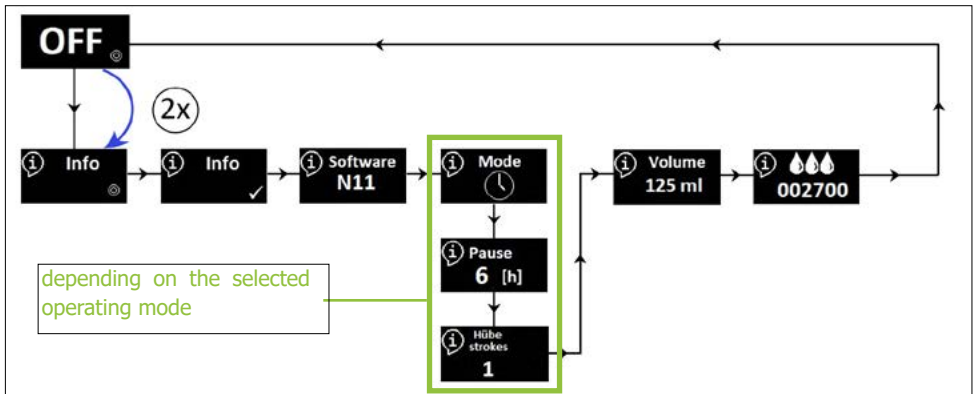 OFF
2x
Info
Info
Software
N11
Mode
Pause
6 [h]
Hübe
strokes
1
Volume
125 ml
002700
depending on the selected
operating mode